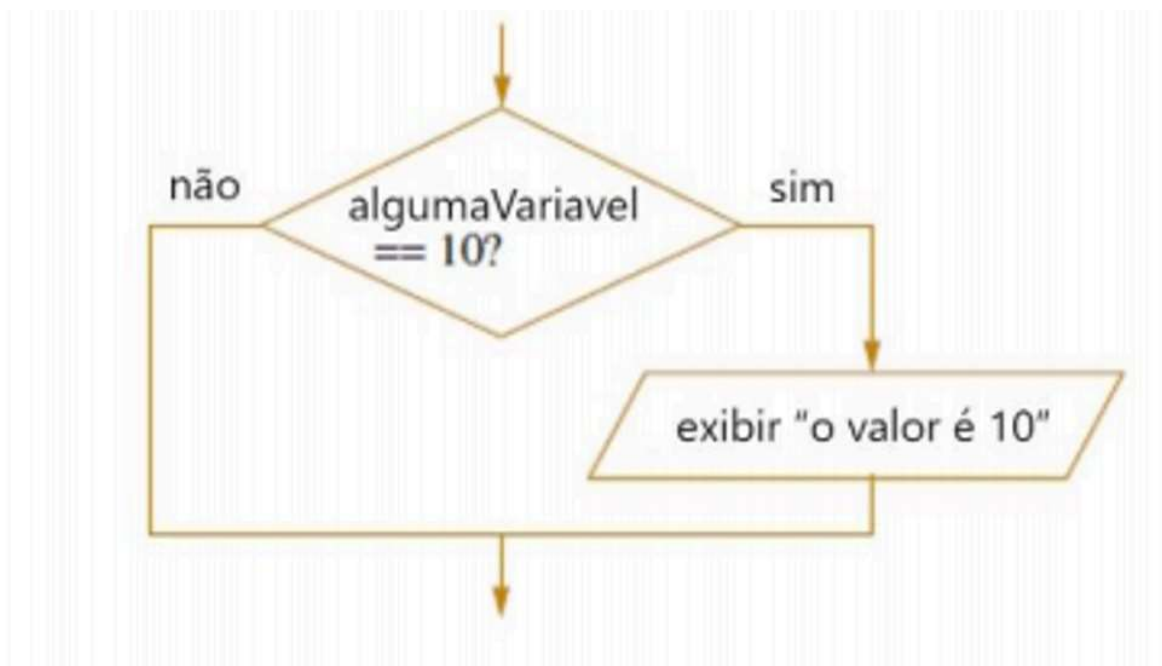 não
sim
algumaVariavel
== 10?
exibir “o valor é 10”